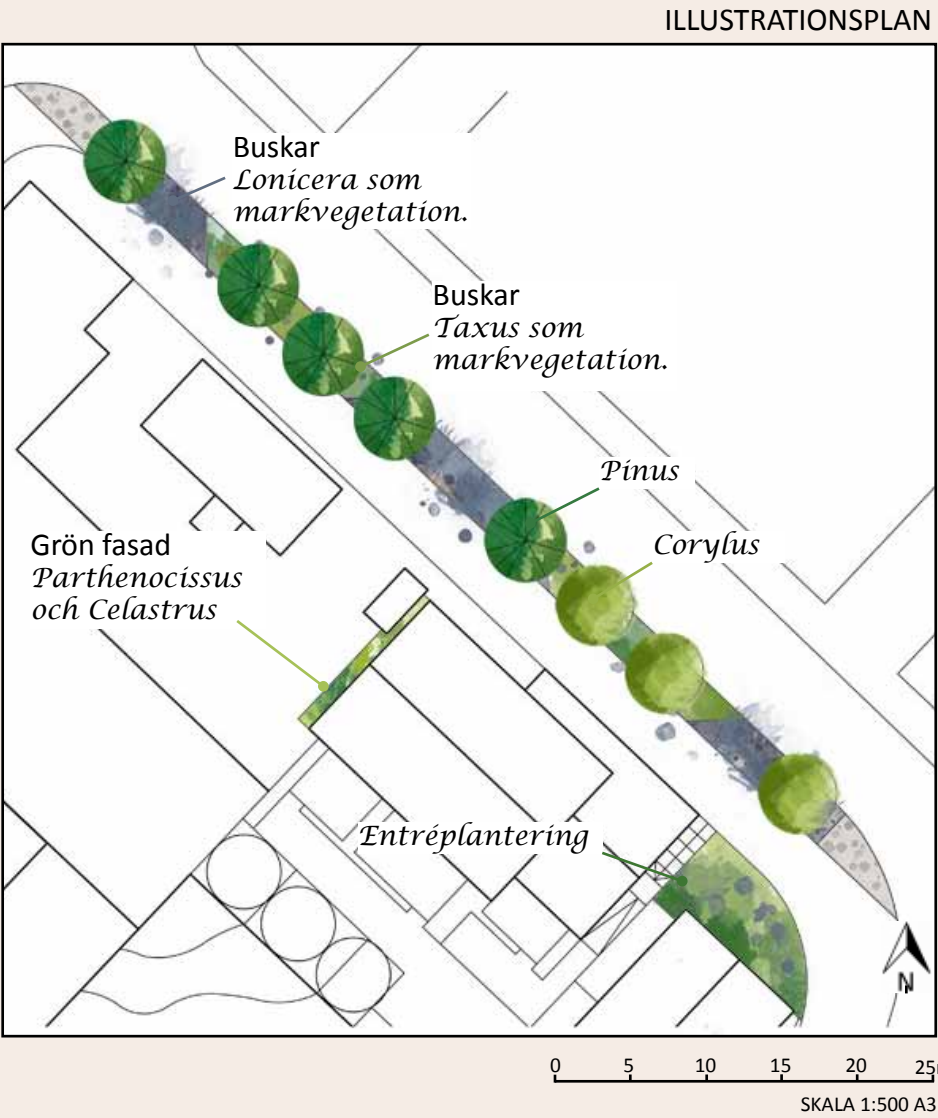 ILLUSTRATIONSPLAN
Buskar
Lonicera som
markvegetation.
Buskar
Taxus som
markvegetation.
Pinus
Corylus
Grön fasad
Parthenocissus
och Celastrus
Entréplantering
N
0 5 10 15 20 25
SKALA 1:500 A3